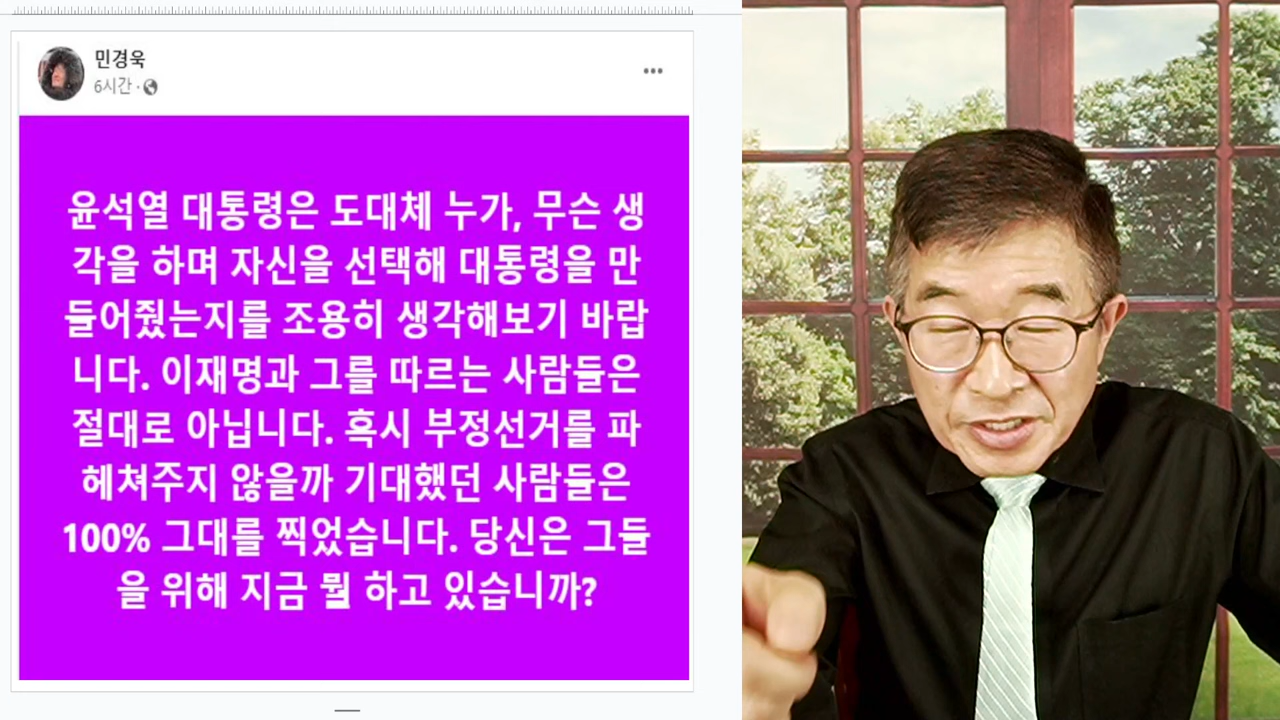 민경욱
6시간 ·
윤석열 대통령은 도대체 누가, 무슨 생
각을 하며 자신을 선택해 대통령을 만
들어줬는지를 조용히 생각해보기 바랍
니다. 이재명과 그를 따르는 사람들은
절대로 아닙니다. 혹시 부정선거를 파
헤쳐주지 않을까 기대했던 사람들은
100% 그대를 찍었습니다. 당신은 그들
을 위해 지금 뭘 하고 있습니까?